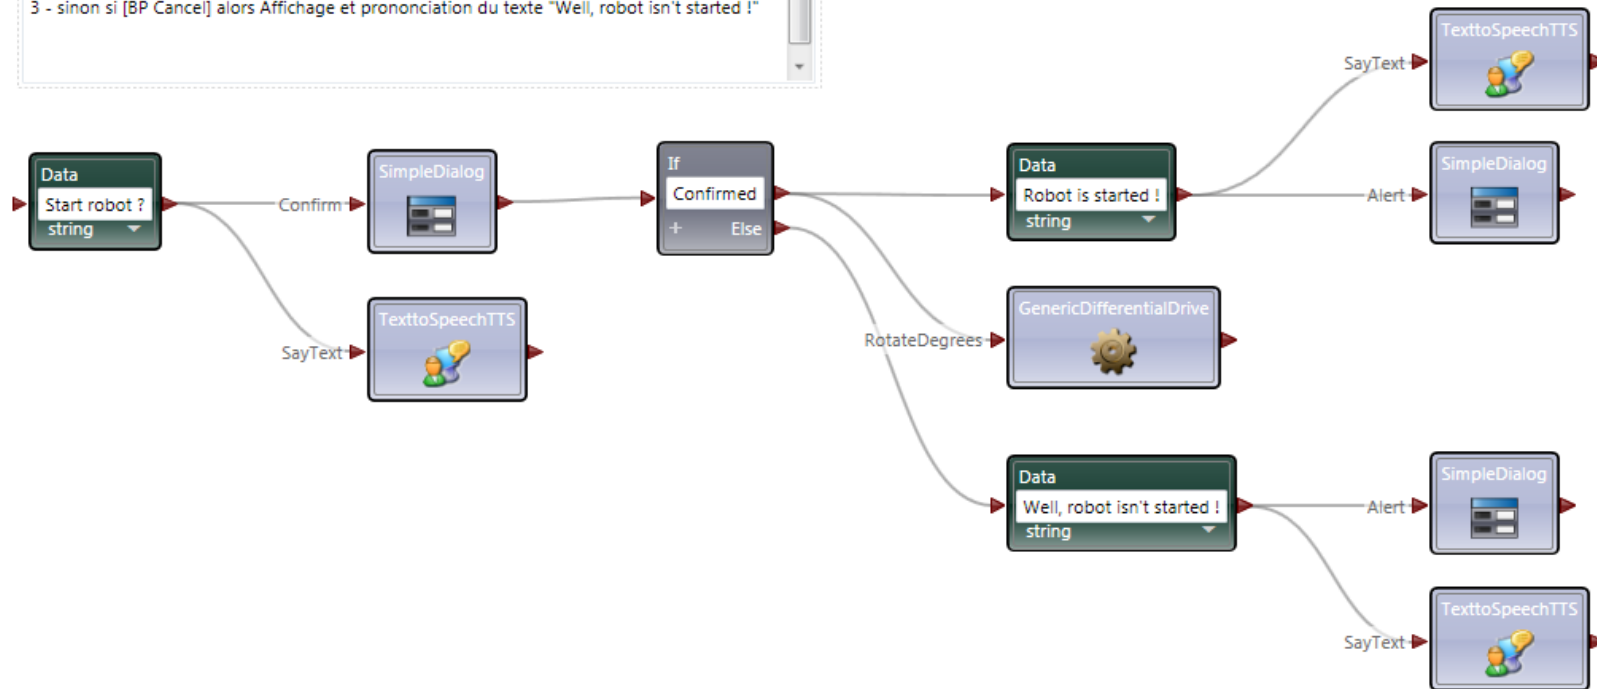 3 - sinon si [BP Cancel] alors Affichage et prononciation du texte "Well, robot isn't started !"
TexttoSpeechTTS
SayText
Data
Start robot ?
string
Confirm
SimpleDialog
If
Confirmed
+ Else
Data
Robot is started !
string
Alert
SimpleDialog
SayText
TexttoSpeechTTS
RotateDegrees
GenericDifferentialDrive
Data
Well, robot isn't started !
string
Alert
SimpleDialog
SayText
TexttoSpeechTTS